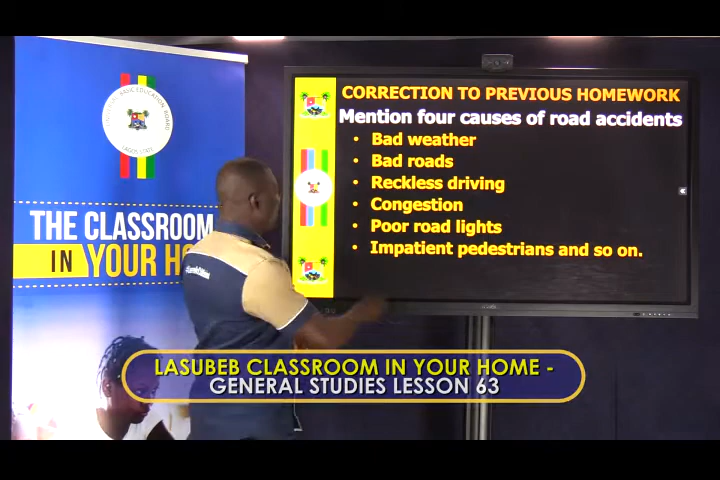 CORRECTION TO PREVIOUS HOMEWORK
Mention four causes of road accidents
• Bad weather
• Bad roads
• Reckless driving
• Congestion
• Poor road lights
• Impatient pedestrians and so on.
LAGOS STATE
THE CLASSROOM
IN YOUR
LASUBEB CLASSROOM IN YOUR HOME -
GENERAL STUDIES LESSON 63